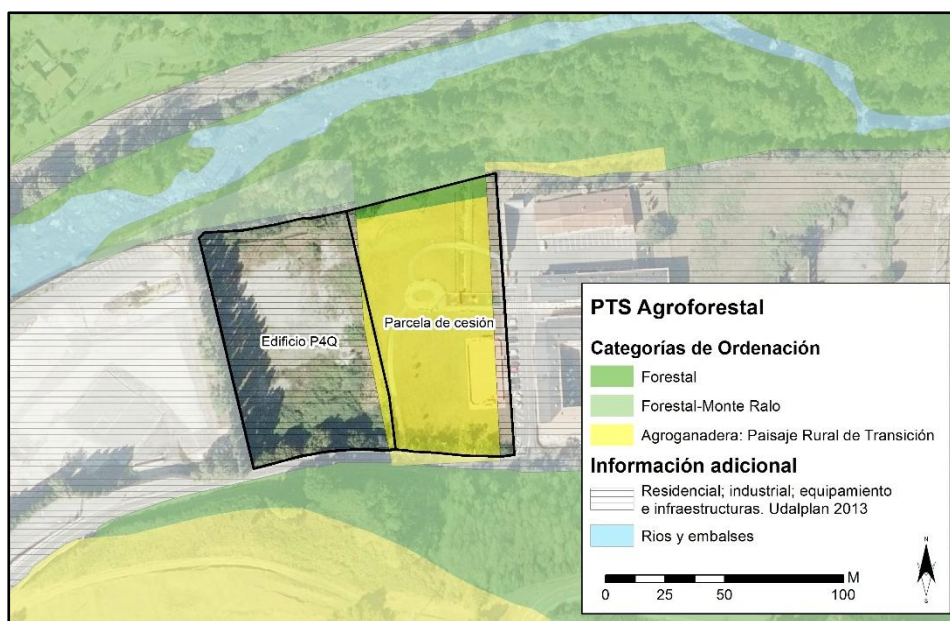 Edificio P4Q
Parcela de cesión
PTS Agroforestal
Categorías de Ordenación
Forestal
Forestal-Monte Ralo
Agroganadera: Paisaje Rural de Transición
Información adicional
Residencial; industrial; equipamiento
e infraestructuras. Udalplan 2013
Rios y embalses
M
0 25 50 100
N
S